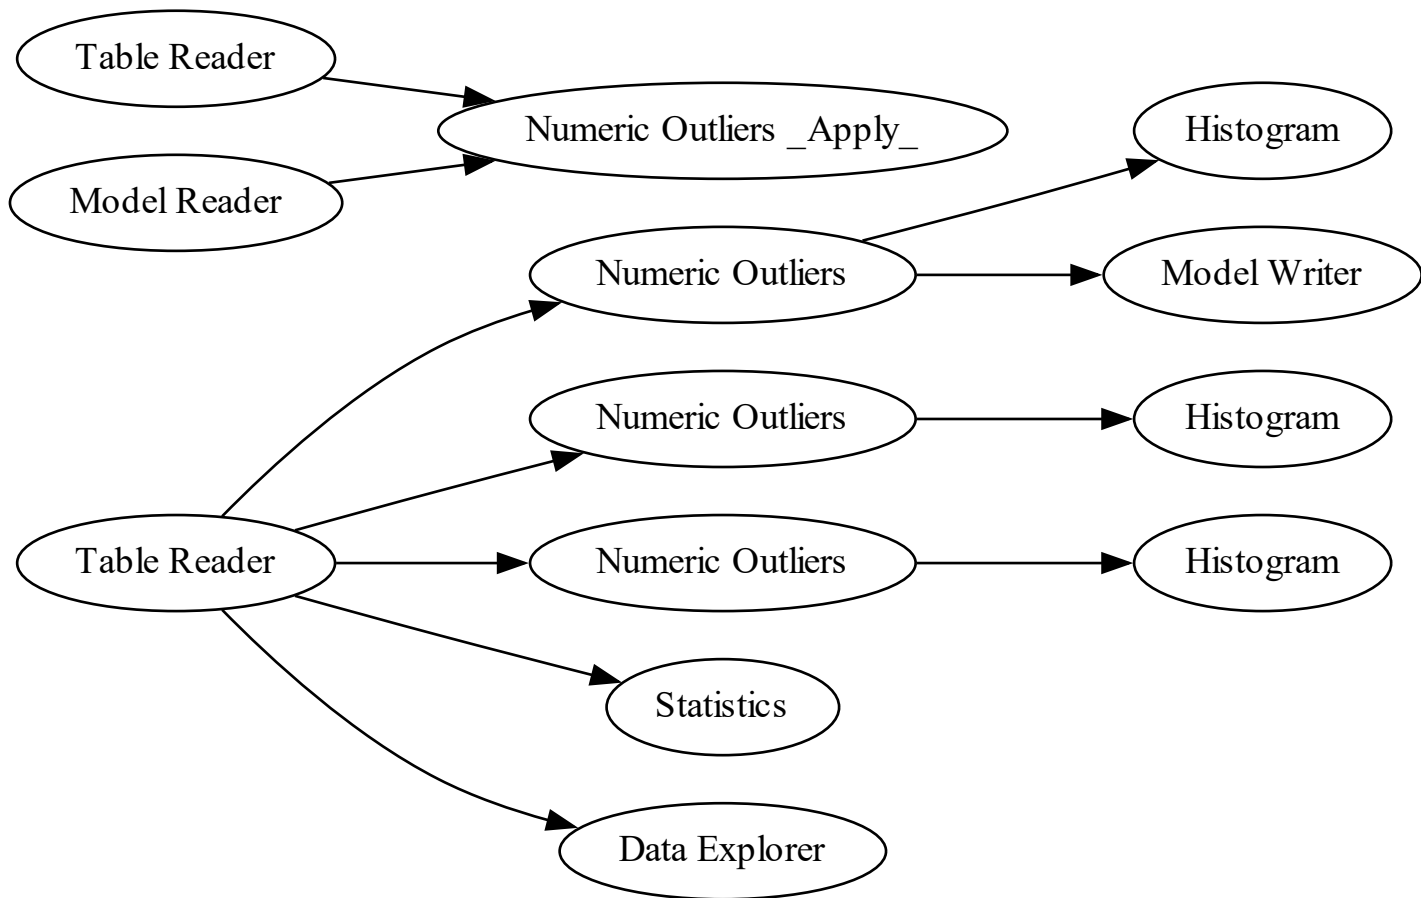 Table Reader
Numeric Outliers _Apply_
Histogram
Model Reader
Numeric Outliers
Model Writer
Numeric Outliers
Histogram
Table Reader
Numeric Outliers
Histogram
Statistics
Data Explorer